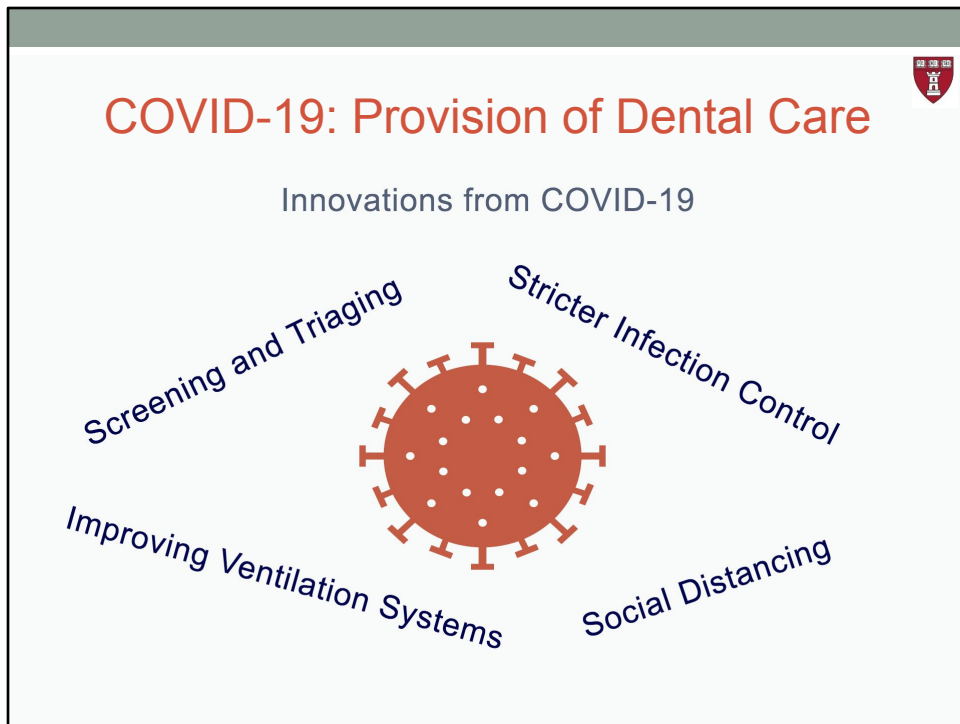 COVID-19: Provision of Dental Care
Innovations from COVID-19
Screening and Triaging
Stricter Infection Control
Improving Ventilation Systems
Social Distancing